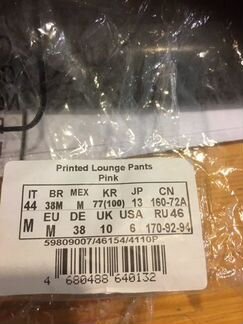 Printed Lounge Pants
Pink
IT BR MEX KR JP CN
44 38M M 77(100) 13 160-72A
M EU DE UK USA RU 46
M 38 10 6 170-92-94
59809007/46154/4110P
4 680488 640132